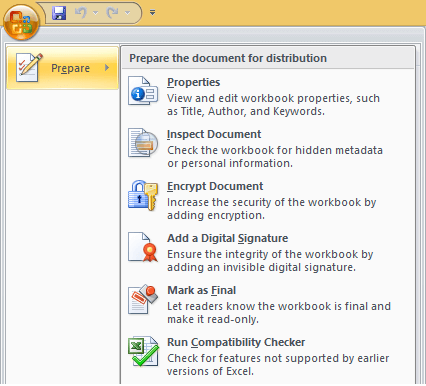 Prepare the document for distribution
Prepare
Properties
View and edit workbook properties, such
as Title, Author, and Keywords.
Inspect Document
Check the workbook for hidden metadata
or personal information.
Encrypt Document
Increase the security of the workbook by
adding encryption.
Add a Digital Signature
Ensure the integrity of the workbook by
adding an invisible digital signature.
Mark as Final
Let readers know the workbook is final and
make it read-only.
Run Compatibility Checker
Check for features not supported by earlier
versions of Excel.